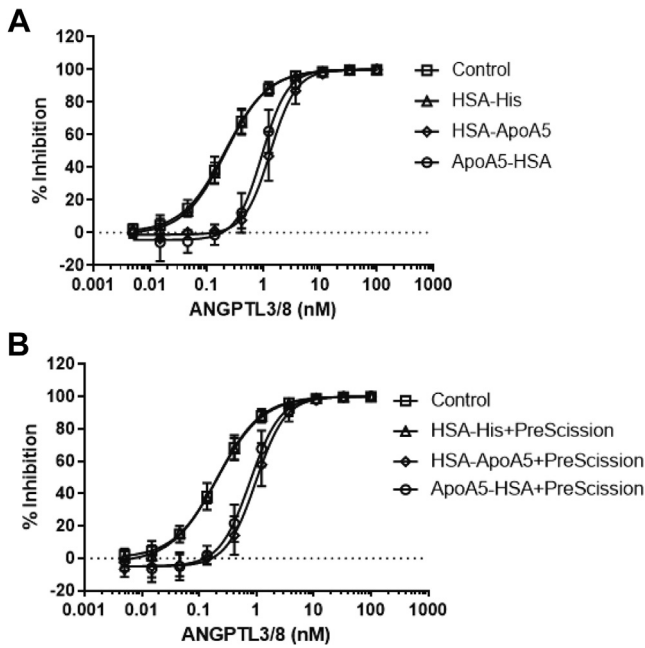 A
120
100
80
60
40
20
0
-20
% Inhibition
0.001
0.01
0.1
1
10
100
1000
ANGPTL3/8 (nM)
Control
HSA-His
HSA-ApoA5
ApoA5-HSA
B
120
100
80
60
40
20
0
-20
% Inhibition
0.001
0.01
0.1
1
10
100
1000
ANGPTL3/8 (nM)
Control
HSA-His+PreScission
HSA-ApoA5+PreScission
ApoA5-HSA+PreScission